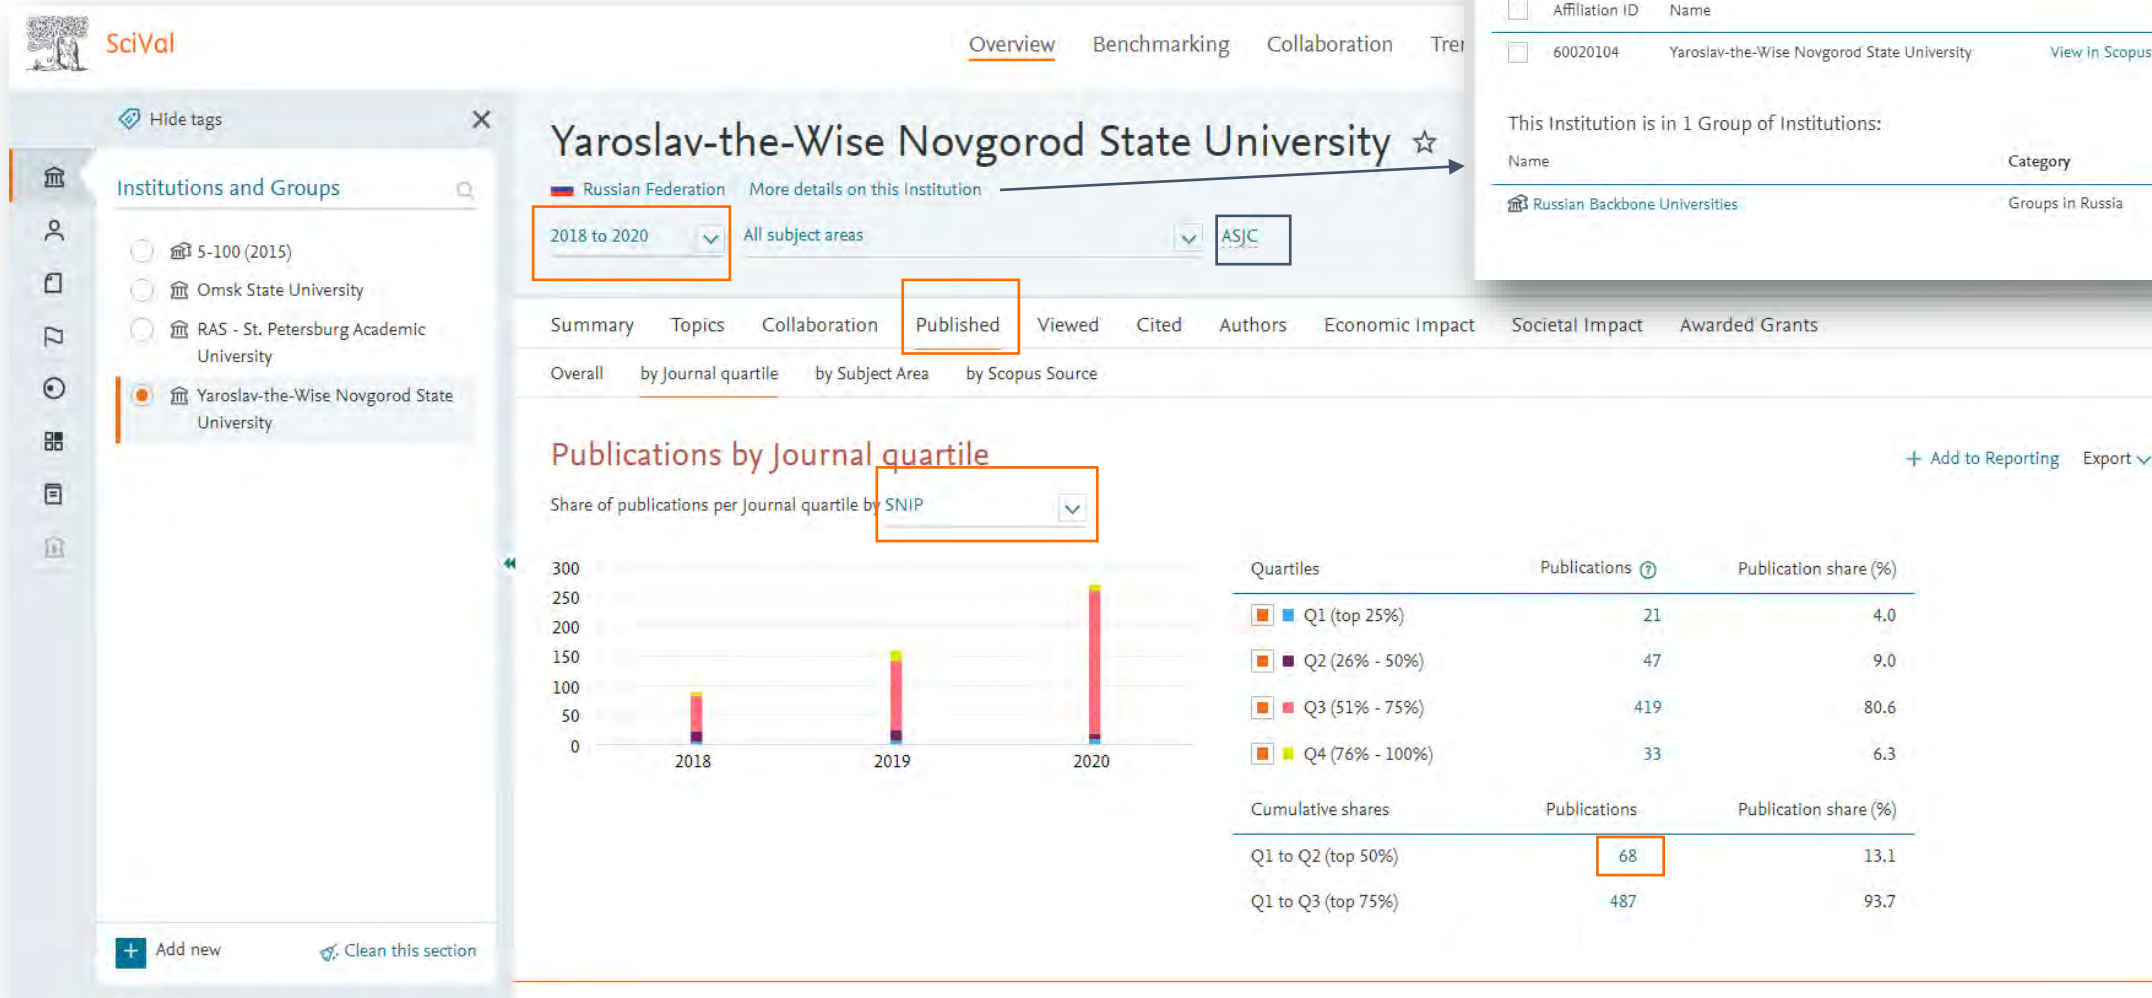 SciVal
Overview Benchmarking Collaboration
Affiliation ID Name
60020104 Yaroslav-the-Wise Novgorod State University View in Scopus
This Institution is in 1 Group of Institutions:
Name Category
Russian Backbone Universities Groups in Russia
Hide tags
Institutions and Groups
5-100 (2015)
Omsk State University
RAS - St. Petersburg Academic
University
Yaroslav-the-Wise Novgorod State
University
Add new Clean this section
Yaroslav-the-Wise Novgorod State University
Russian Federation More details on this Institution
2018 to 2020 All subject areas ASJC
Summary Topics Collaboration Published Viewed Cited Authors Economic Impact Societal Impact Awarded Grants
Overall by Journal quartile by Subject Area by Scopus Source
Publications by Journal quartile
+ Add to Reporting Export
Share of publications per Journal quartile by SNIP
300
250
200
150
100
50
0
2018 2019 2020
Quartiles Publications Publication share (%)
Q1 (top 25%) 21 4.0
Q2 (26% - 50%) 47 9.0
Q3 (51% - 75%) 419 80.6
Q4 (76% - 100%) 33 6.3
Cumulative shares Publications Publication share (%)
Q1 to Q2 (top 50%) 68 13.1
Q1 to Q3 (top 75%) 487 93.7